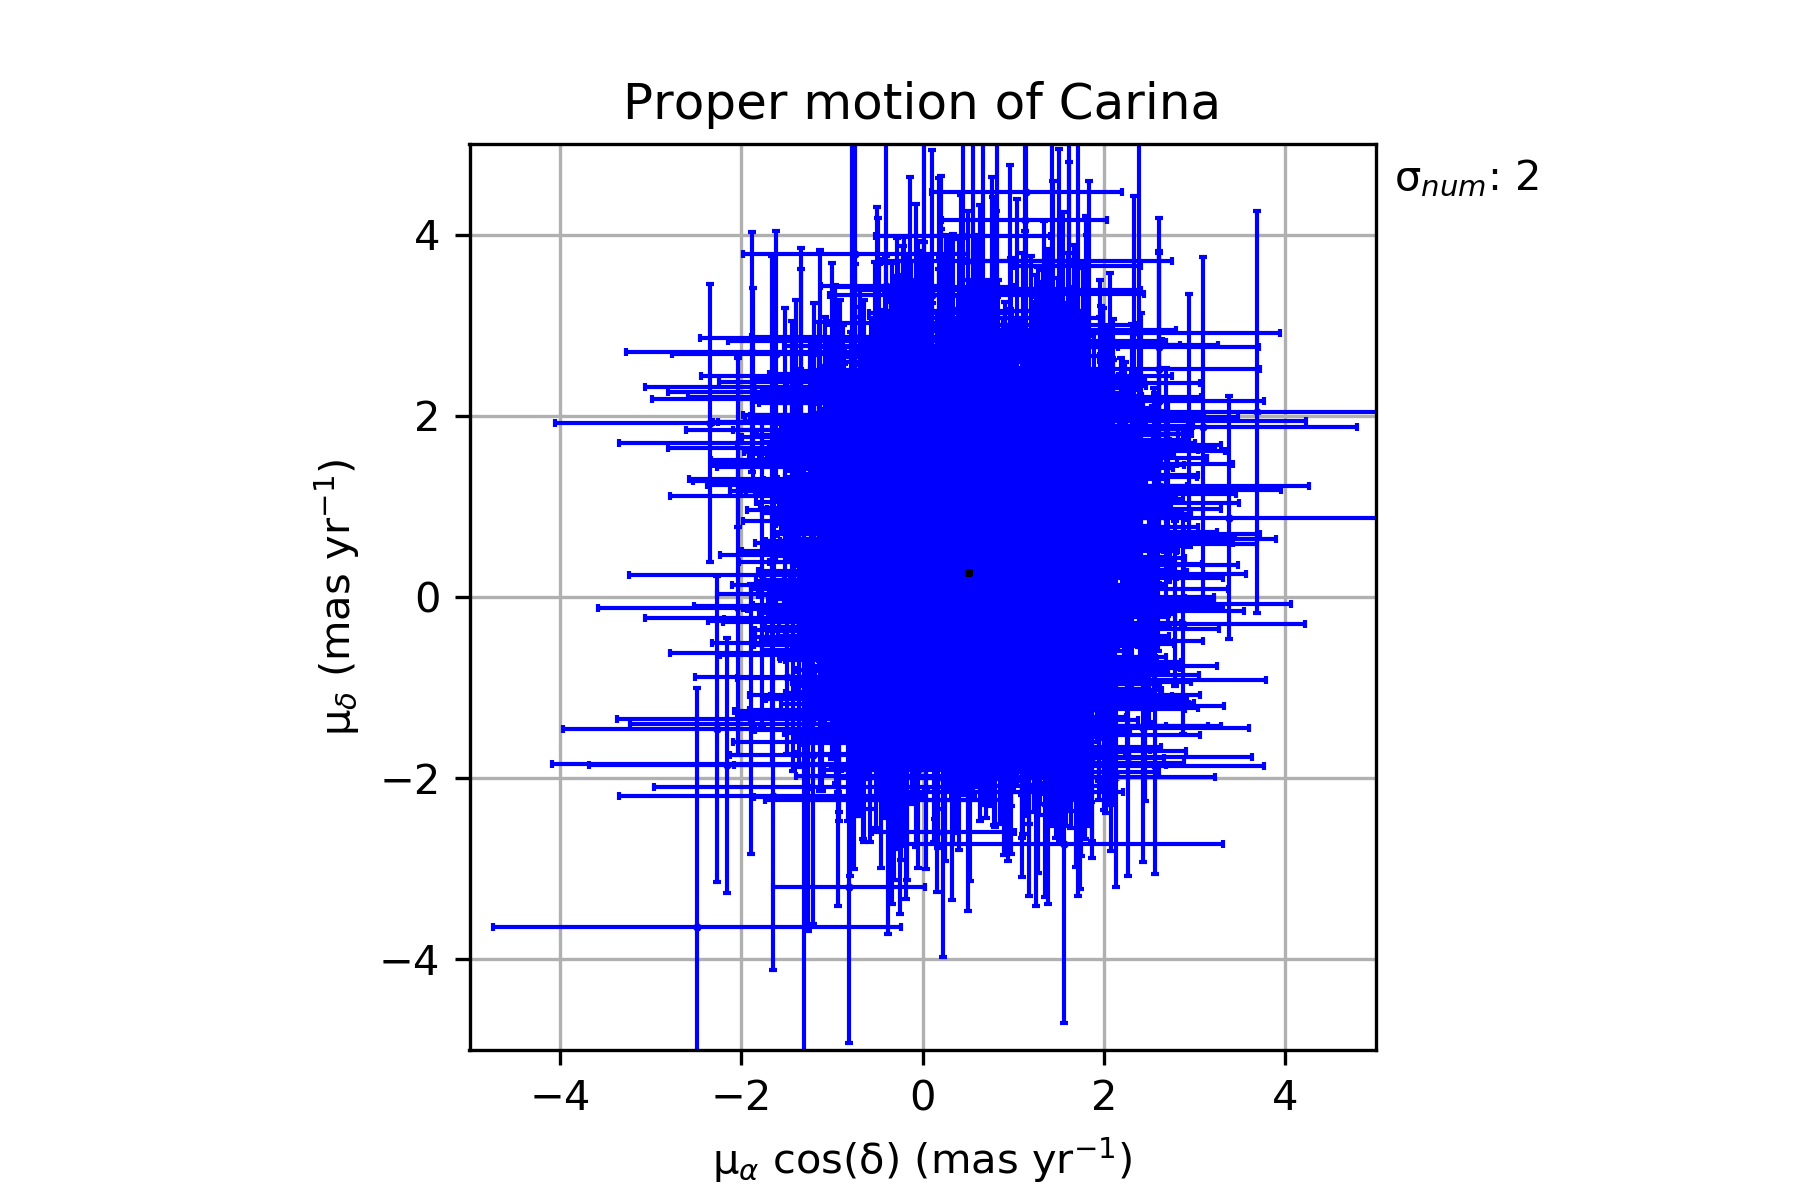 Proper motion of Carina
σnum: 2
μδ (mas yr−1)
4
2
0
−2
−4
−4 −2 0 2 4
μα cos(δ) (mas yr−1)